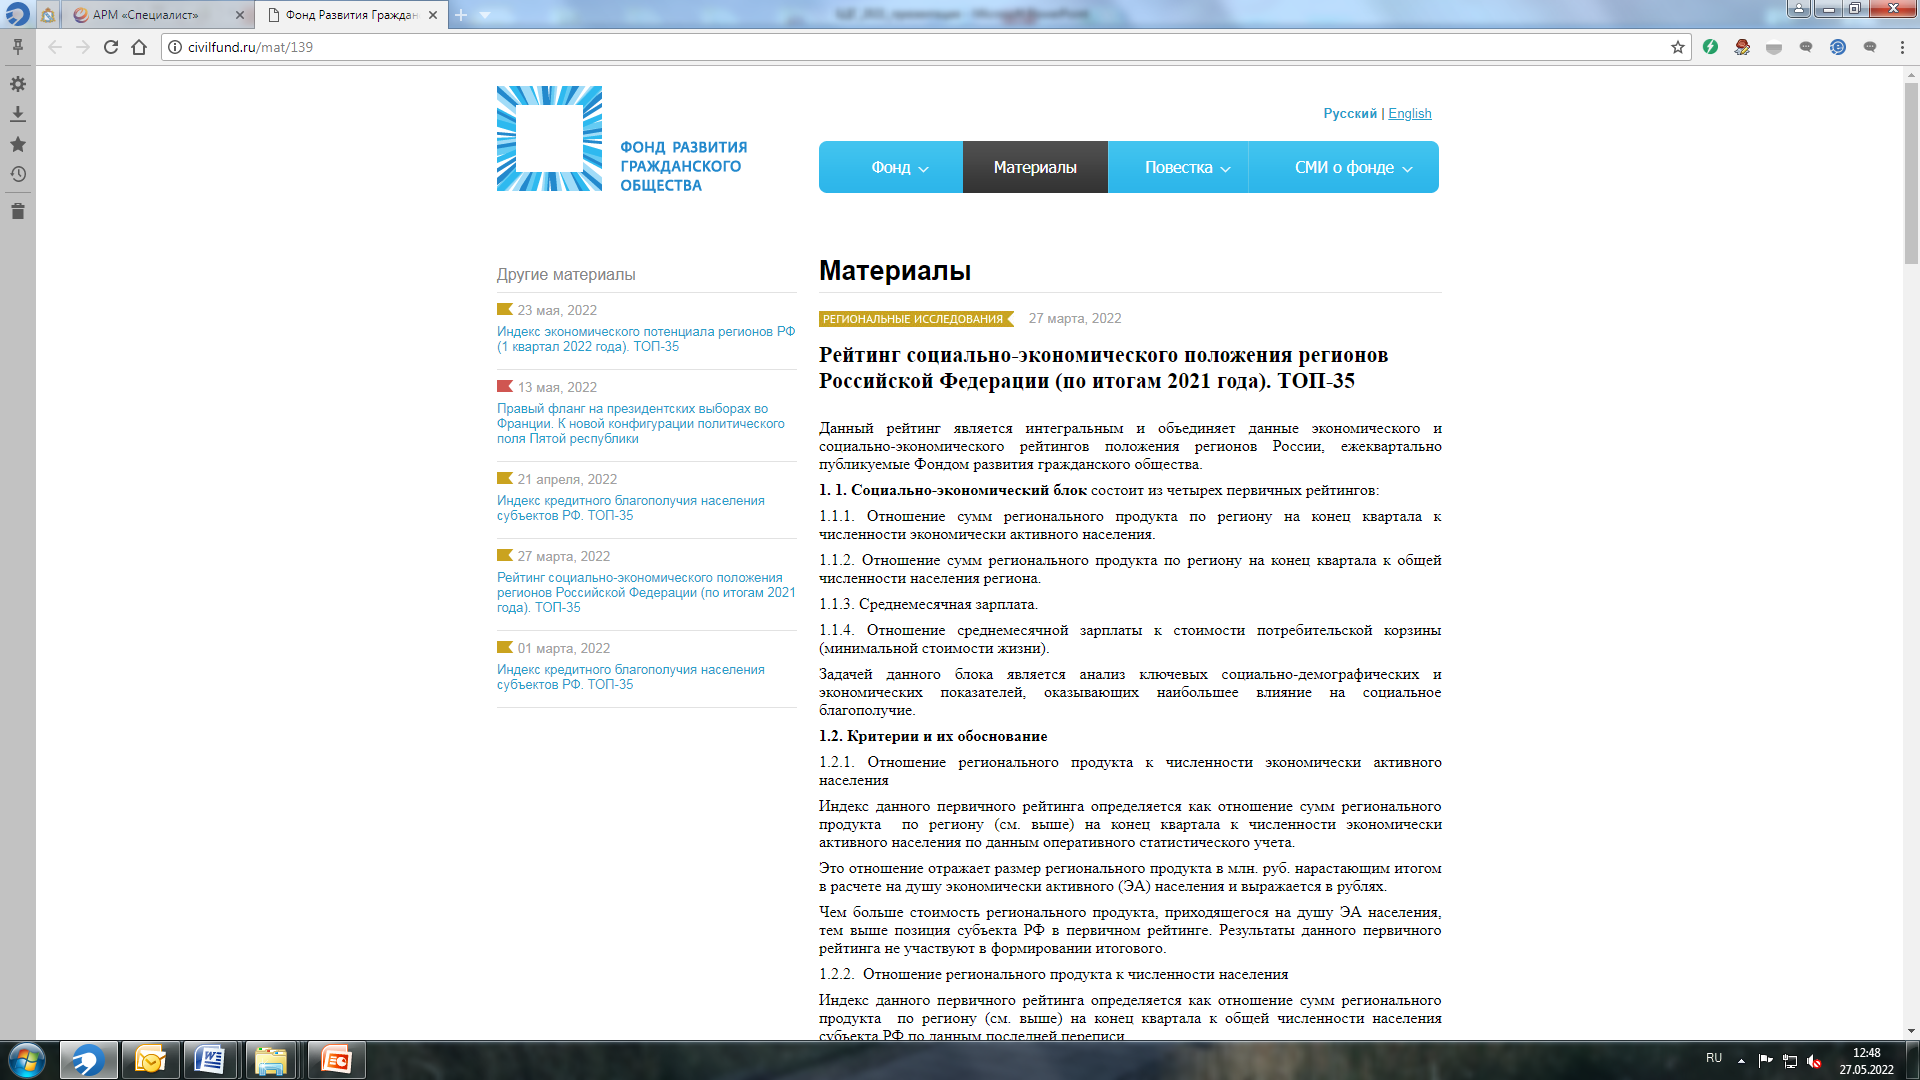 АРМ «Специалист»
Фонд Развития Граждан
civilfund.ru/mat/139
ФОНД РАЗВИТИЯ
ГРАЖДАНСКОГО
ОБЩЕСТВА
Русский | English
Фонд
Материалы
Повестка
СМИ о фонде
Другие материалы
23 мая, 2022
Индекс экономического потенциала регионов РФ
(1 квартал 2022 года). ТОП-35
13 мая, 2022
Правый фланг на президентских выборах во
Франции. К новой конфигурации политического
поля Пятой республики
21 апреля, 2022
Индекс кредитного благополучия населения
субъектов РФ. ТОП-35
27 марта, 2022
Рейтинг социально-экономического положения
регионов Российской Федерации (по итогам 2021
года). ТОП-35
01 марта, 2022
Индекс кредитного благополучия населения
субъектов РФ. ТОП-35
Материалы
РЕГИОНАЛЬНЫЕ ИССЛЕДОВАНИЯ 27 марта, 2022
Рейтинг социально-экономического положения регионов
Российской Федерации (по итогам 2021 года). ТОП-35
Данный рейтинг является интегральным и объединяет данные экономического и
социально-экономического рейтингов положения регионов России, ежеквартально
публикуемые Фондом развития гражданского общества.
1. 1. Социально-экономический блок состоит из четырех первичных рейтингов:
1.1.1. Отношение сумм регионального продукта по региону на конец квартала к
численности экономически активного населения.
1.1.2. Отношение сумм регионального продукта по региону на конец квартала к общей
численности населения региона.
1.1.3. Среднемесячная зарплата.
1.1.4. Отношение среднемесячной зарплаты к стоимости потребительской корзины
(минимальной стоимости жизни).
Задачей данного блока является анализ ключевых социально-демографических и
экономических показателей, оказывающих наибольшее влияние на социальное
благополучие.
1.2. Критерии и их обоснование
1.2.1. Отношение регионального продукта к численности экономически активного
населения
Индекс данного первичного рейтинга определяется как отношение сумм регионального
продукта по региону (см. выше) на конец квартала к численности экономически
активного населения по данным оперативного статистического учета.
Это отношение отражает размер регионального продукта в млн. руб. нарастающим итогом
в расчете на душу экономически активного (ЭА) населения и выражается в рублях.
Чем больше стоимость регионального продукта, приходящегося на душу ЭА населения,
тем выше позиция субъекта РФ в первичном рейтинге. Результаты данного первичного
рейтинга не участвуют в формировании итогового.
1.2.2. Отношение регионального продукта к численности населения
Индекс данного первичного рейтинга определяется как отношение сумм регионального
продукта по региону (см. выше) на конец квартала к общей численности населения
субъекта РФ по данным последней переписи
RU
12:48
27.05.2022